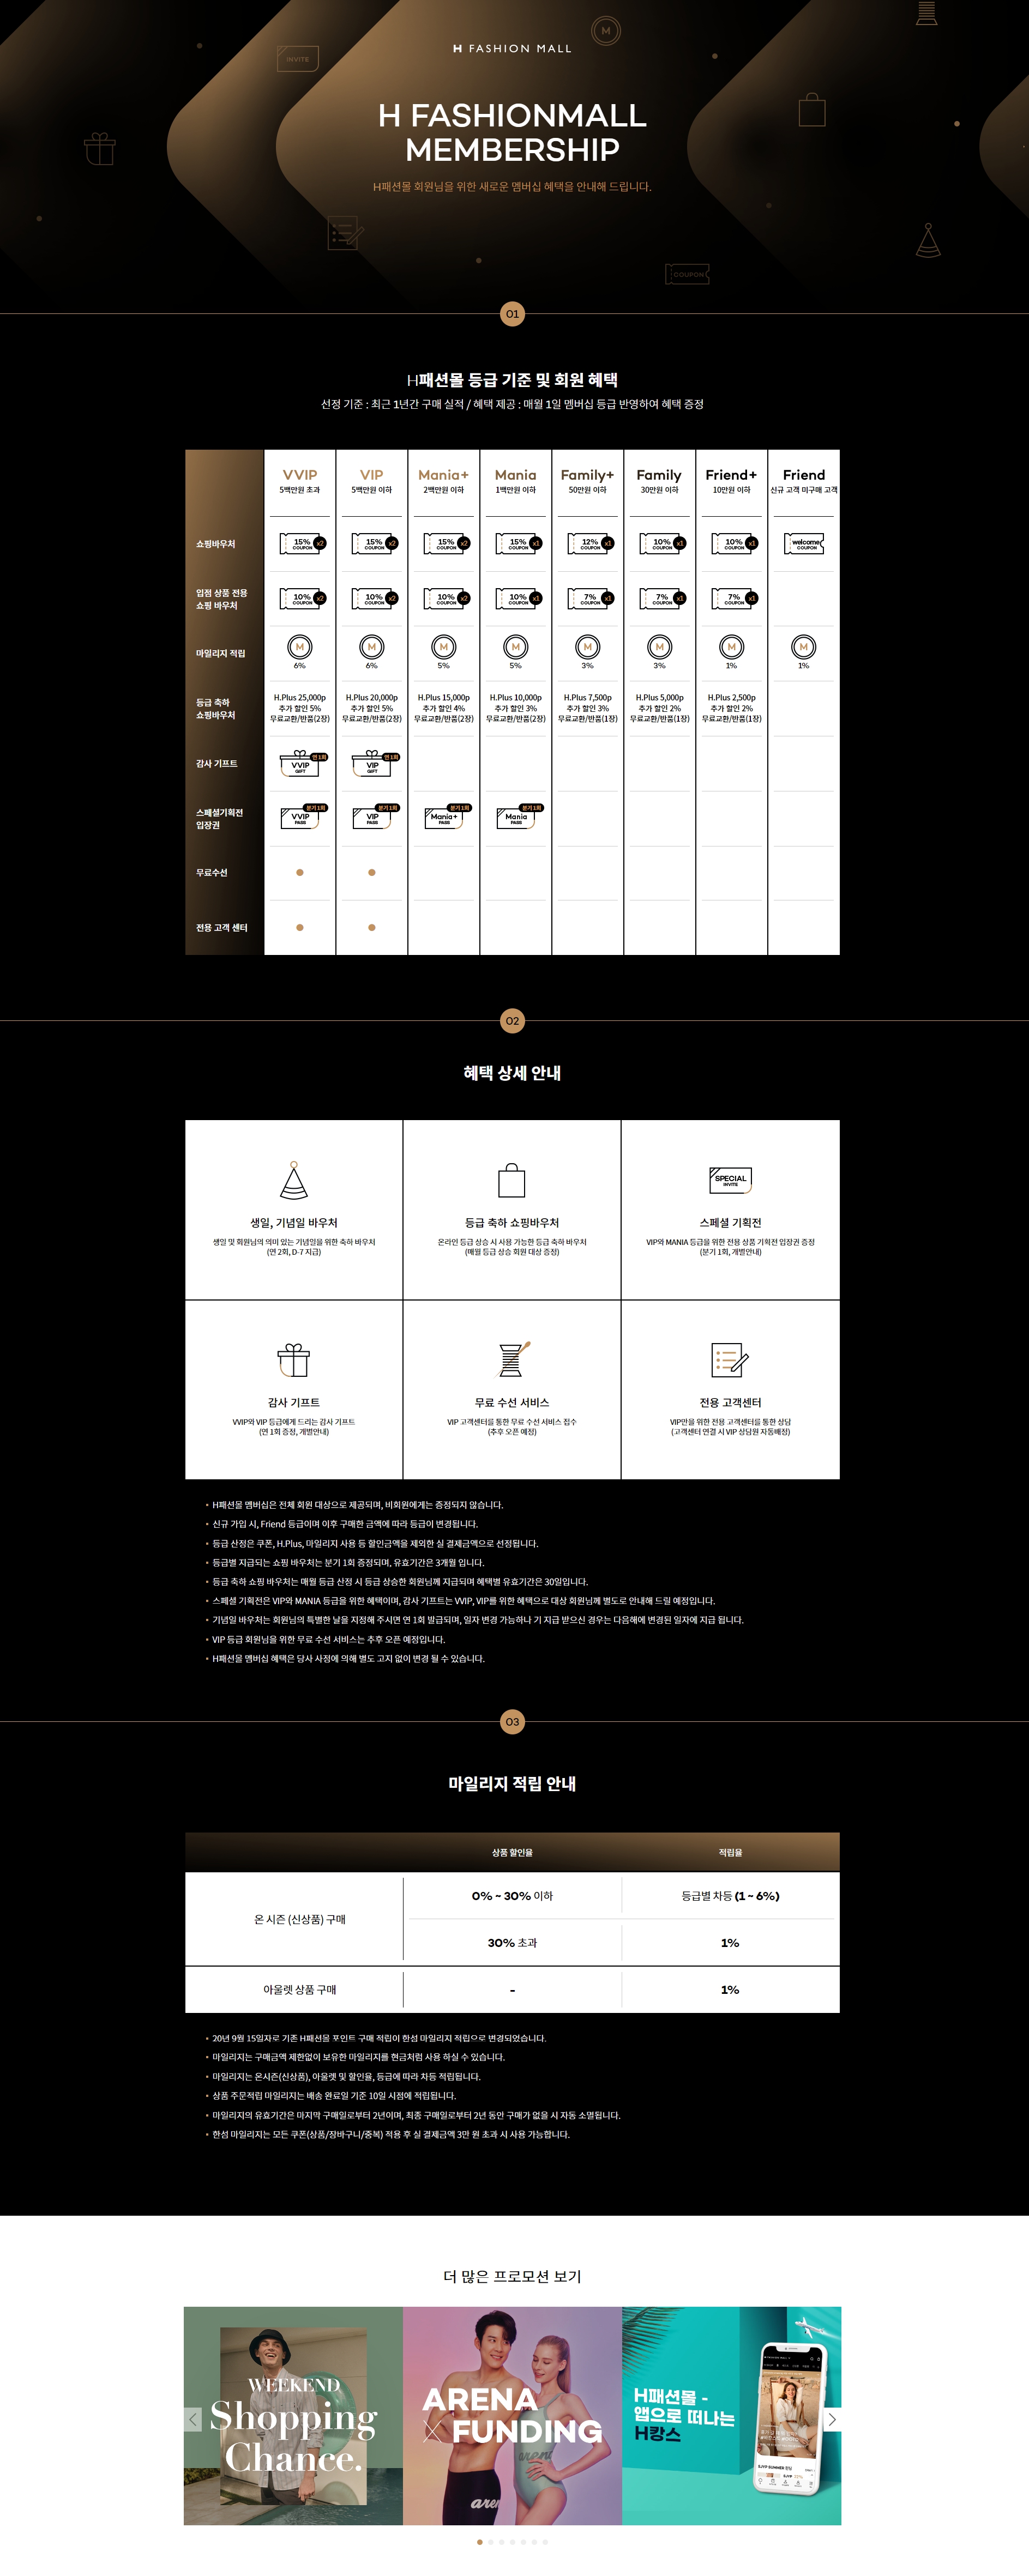 INVITE
M
H FASHION MALL
H FASHIONMALL
MEMBERSHIP
H패션몰 회원님을 위한 새로운 멤버십 혜택을 안내해 드립니다.
COUPON
01
H패션몰 등급 기준 및 회원 혜택
선정 기준 : 최근 1년간 구매 실적 / 혜택 제공 : 매월 1일 멤버십 등급 반영하여 혜택 증정
VVIP VIP Mania+ Mania Family+ Family Friend+ Friend
5백만원 초과 5백만원 이하 2백만원 이하 1백만원 이하 50만원 이하 30만원 이하 10만원 이하 신규 고객 미구매 고객
쇼핑바우처 15% COUPON x2 15% COUPON x2 15% COUPON x2 15% COUPON x1 12% COUPON x1 10% COUPON x1 10% COUPON x1 welcome COUPON
입점 상품 전용
쇼핑 바우처 10% COUPON x2 10% COUPON x2 10% COUPON x2 10% COUPON x1 7% COUPON x1 7% COUPON x1 7% COUPON x1
M M M M M M M M
마일리지 적립 6% 6% 5% 5% 3% 3% 1% 1%
등급 축하
쇼핑바우처
H.Plus 25,000p H.Plus 20,000p H.Plus 15,000p H.Plus 10,000p H.Plus 7,500p H.Plus 5,000p H.Plus 2,500p
추가 할인 5% 추가 할인 5% 추가 할인 4% 추가 할인 3% 추가 할인 3% 추가 할인 2% 추가 할인 2%
무료교환/반품(2장) 무료교환/반품(2장) 무료교환/반품(2장) 무료교환/반품(2장) 무료교환/반품(1장) 무료교환/반품(1장) 무료교환/반품(1장)
감사 기프트 VVIP GIFT 연 1회 VIP GIFT 연 1회
스페셜기획전
입장권 VVIP PASS 분기 1회 VIP PASS 분기 1회 Mania+ PASS 분기 1회 Mania PASS 분기 1회
무료수선
전용 고객 센터
02
혜택 상세 안내
SPECIAL
INVITE
생일, 기념일 바우처
생일 및 회원님의 의미 있는 기념일을 위한 축하 바우처
(연 2회, D-7 지급)
등급 축하 쇼핑바우처
온라인 등급 상승 시 사용 가능한 등급 축하 바우처
(매월 등급 상승 회원 대상 증정)
스페셜 기획전
VIP와 MANIA 등급을 위한 전용 상품 기획전 입장권 증정
(분기 1회, 개별안내)
감사 기프트
VVIP와 VIP 등급에게 드리는 감사 기프트
(연 1회 증정, 개별안내)
무료 수선 서비스
VIP 고객센터를 통한 무료 수선 서비스 접수
(추후 오픈 예정)
전용 고객센터
VIP만을 위한 전용 고객센터를 통한 상담
(고객센터 연결 시 VIP 상담원 자동배정)
• H패션몰 멤버십은 전체 회원 대상으로 제공되며, 비회원에게는 증정되지 않습니다.
• 신규 가입 시, Friend 등급이며 이후 구매한 금액에 따라 등급이 변경됩니다.
• 등급 산정은 쿠폰, H.Plus, 마일리지 사용 등 할인금액을 제외한 실 결제금액으로 선정됩니다.
• 등급별 지급되는 쇼핑 바우처는 분기 1회 증정되며, 유효기간은 3개월 입니다.
• 등급 축하 쇼핑 바우처는 매월 등급 산정 시 등급 상승한 회원님께 지급되며 혜택별 유효기간은 30일입니다.
• 스페셜 기획전은 VIP와 MANIA 등급을 위한 혜택이며, 감사 기프트는 VVIP, VIP를 위한 혜택으로 대상 회원님께 별도로 안내해 드릴 예정입니다.
• 기념일 바우처는 회원님의 특별한 날을 지정해 주시면 연 1회 발급되며, 일자 변경 가능하나 기 지급 받으신 경우는 다음해에 변경된 일자에 지급 됩니다.
• VIP 등급 회원님을 위한 무료 수선 서비스는 추후 오픈 예정입니다.
• H패션몰 멤버십 혜택은 당사 사정에 의해 별도 고지 없이 변경 될 수 있습니다.
03
마일리지 적립 안내
상품 할인율 적립율
온 시즌 (신상품) 구매
0% ~ 30% 이하 등급별 차등 (1 ~ 6%)
30% 초과 1%
아울렛 상품 구매 - 1%
• 20년 9월 15일자로 기존 H패션몰 포인트 구매 적립이 한섬 마일리지 적립으로 변경되었습니다.
• 마일리지는 구매금액 제한없이 보유한 마일리지를 현금처럼 사용 하실 수 있습니다.
• 마일리지는 온시즌(신상품), 아울렛 및 할인율, 등급에 따라 차등 적립됩니다.
• 상품 주문적립 마일리지는 배송 완료일 기준 10일 시점에 적립됩니다.
• 마일리지의 유효기간은 마지막 구매일로부터 2년이며, 최종 구매일로부터 2년 동안 구매가 없을 시 자동 소멸됩니다.
• 한섬 마일리지는 모든 쿠폰(상품/장바구니/중복) 적용 후 실 결제금액 3만 원 초과 시 사용 가능합니다.
더 많은 프로모션 보기
WEEKEND
Shopping
Chance.
ARENA
X FUNDING
arena
H패션몰 -
앱으로 떠나는
H캉스